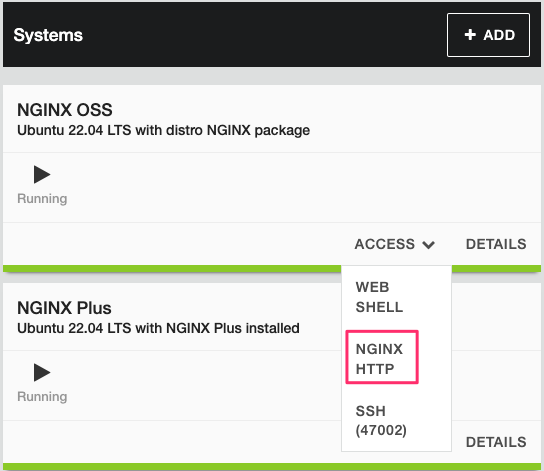 Systems
+ ADD
NGINX OSS
Ubuntu 22.04 LTS with distro NGINX package
Running
ACCESS DETAILS
WEB
SHELL
NGINX
HTTP
SSH
(47002)
NGINX Plus
Ubuntu 22.04 LTS with NGINX Plus installed
Running
DETAILS